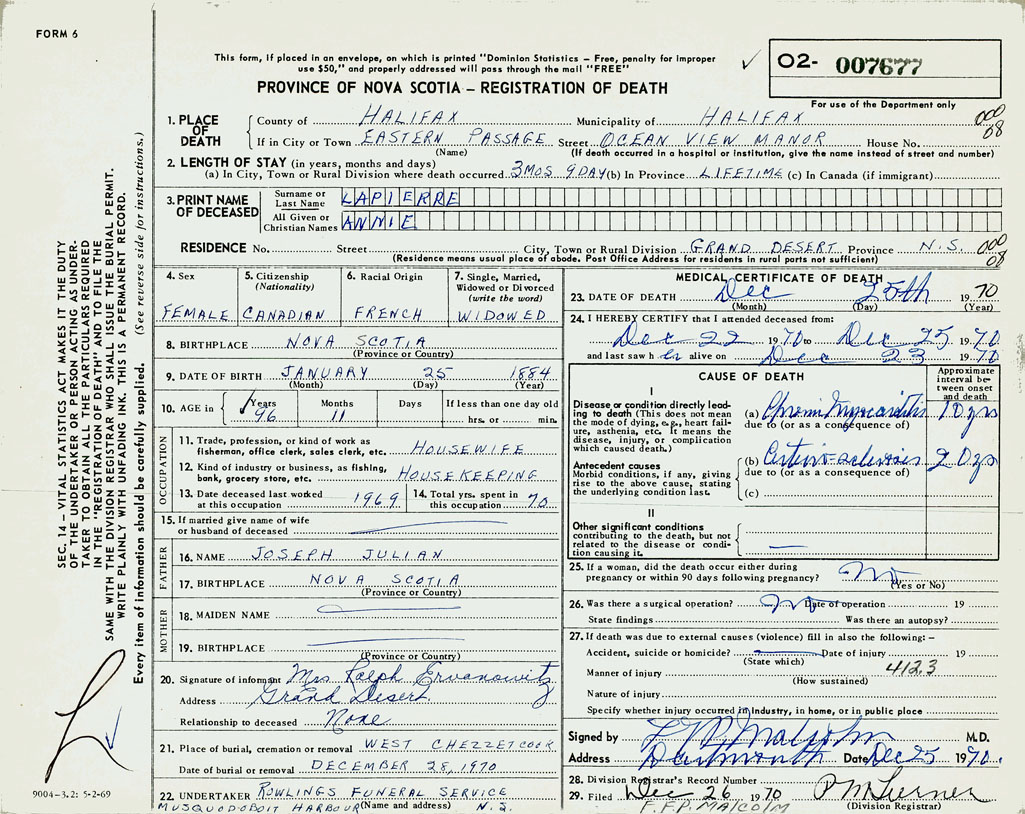 FORM 6
This form, if placed in an envelope, on which is printed "Dominion Statistics – Free, penalty for improper
use $50," and properly addressed will pass through the mail "FREE"
PROVINCE OF NOVA SCOTIA – REGISTRATION OF DEATH
02- 007677
For use of the Department only
1. PLACE OF DEATH
County of HALIFAX Municipality of HALIFAX
If in City or Town EASTERN PASSAGE Street OCEAN VIEW MANOR House No.
(Name) (If death occurred in a hospital or institution, give the name instead of street and number)
000
08
2. LENGTH OF STAY (in years, months and days)
(a) In City, Town or Rural Division where death occurred 3 MOS 9 DAY (b) In Province LIFETIME (c) In Canada (if immigrant)
3. PRINT NAME OF DECEASED
Surname or Last Name LAPIERRE
All Given or Christian Names ANNIE
RESIDENCE No. Street City, Town or Rural Division GRAND DESERT Province N.S.
(Residence means usual place of abode. Post Office Address for residents in rural parts not sufficient)
000
08
4. Sex
FEMALE
5. Citizenship (Nationality)
CANADIAN
6. Racial Origin
FRENCH
7. Single, Married, Widowed or Divorced (write the word)
WIDOWED
8. BIRTHPLACE NOVA SCOTIA
(Province or Country)
9. DATE OF BIRTH JANUARY 25 1884
(Month) (Day) (Year)
10. AGE in Years Months Days If less than one day old
96 11 hrs. or min.
OCCUPATION
11. Trade, profession, or kind of work as
fisherman, office clerk, sales clerk, etc. HOUSEWIFE
12. Kind of industry or business, as fishing,
bank, grocery store, etc. HOUSEKEEPING
13. Date deceased last worked at this occupation 1969
14. Total yrs. spent in this occupation 70
15. If married give name of wife
or husband of deceased
FATHER
16. NAME JOSEPH JULIAN
17. BIRTHPLACE NOVA SCOTIA
(Province or Country)
MOTHER
18. MAIDEN NAME
19. BIRTHPLACE
(Province or Country)
20. Signature of informant Mrs. Ralph Ervanowitz
Address Grand Desert
Relationship to deceased None
21. Place of burial, cremation or removal WEST CHEZZETCOOK
Date of burial or removal DECEMBER 28, 1970
22. UNDERTAKER ROWLINGS FUNERAL SERVICE
MUSQUODOBOIT HARBOUR (Name and address) N.S.
MEDICAL CERTIFICATE OF DEATH
23. DATE OF DEATH Dec 25th 1970
(Month) (Day) (Year)
24. I HEREBY CERTIFY that I attended deceased from:
Dec 22 1970 to Dec 25 1970
and last saw h er alive on Dec 23 1970
CAUSE OF DEATH
Approximate interval between onset and death
I
Disease or condition directly lead-
ing to death (This does not mean
the mode of dying, e.g., heart fail-
ure, asthenia, etc. It means the
disease, injury, or complication
which caused death.)
(a) Chronic Myocarditis 10 yrs
due to (or as a consequence of)
Antecedent causes
Morbid conditions, if any, giving
rise to the above cause, stating
the underlying condition last.
(b) Arterio-sclerosis 20 yrs
due to (or as a consequence of)
(c)
II
Other significant conditions
contributing to the death, but not
related to the disease or condi-
tion causing it.
25. If a woman, did the death occur either during
pregnancy or within 90 days following pregnancy? No
(Yes or No)
26. Was there a surgical operation? No Date of operation 19
State findings Was there an autopsy?
27. If death was due to external causes (violence) fill in also the following: –
Accident, suicide or homicide? Date of injury 19
(State which)
Manner of injury 4123
(How sustained)
Nature of injury
Specify whether injury occurred in Industry, in home, or in public place
Signed by M.D.
Address Dartmouth Date Dec 25 1970
28. Division Registrar's Record Number
29. Filed Dec 26 1970 P M Turner
F.F.P. MALCOLM (Division Registrar)
SEC. 14 – VITAL STATISTICS ACT MAKES IT THE DUTY
OF THE UNDERTAKER OR PERSON ACTING AS UNDER-
TAKER TO OBTAIN ALL THE PARTICULARS REQUIRED
IN THE "REGISTRATION OF DEATH" AND TO FILE THE
SAME WITH THE DIVISION REGISTRAR WHO SHALL ISSUE THE BURIAL PERMIT.
WRITE PLAINLY WITH UNFADING INK. THIS IS A PERMANENT RECORD.
Every item of information should be carefully supplied. (See reverse side for instructions.)
9004-3.2: 5-2-69